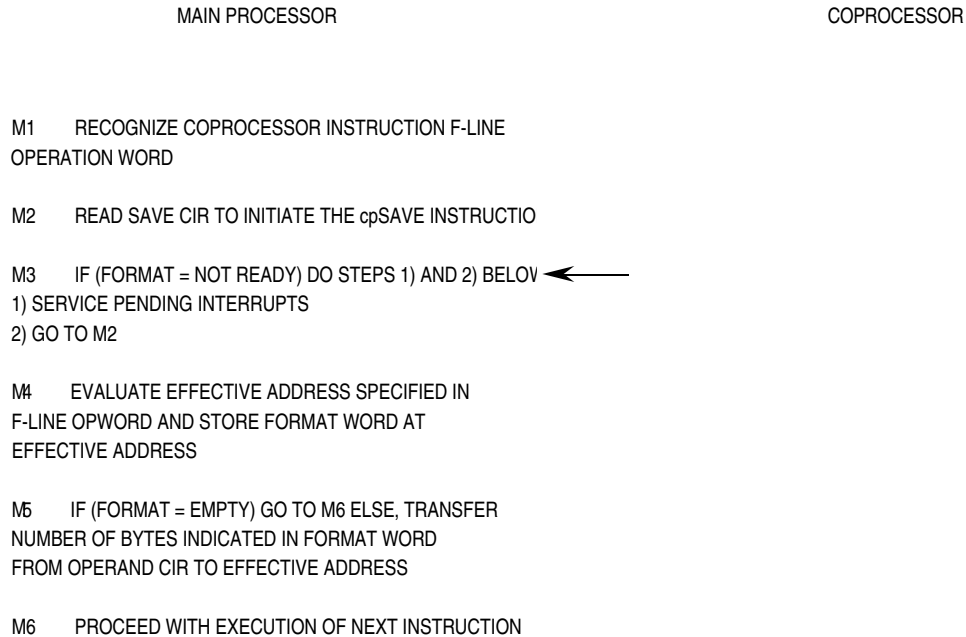 MAIN PROCESSOR COPROCESSOR
M1 RECOGNIZE COPROCESSOR INSTRUCTION F-LINE
OPERATION WORD
M2 READ SAVE CIR TO INITIATE THE cpSAVE INSTRUCTIO
M3 IF (FORMAT = NOT READY) DO STEPS 1) AND 2) BELOW
1) SERVICE PENDING INTERRUPTS
2) GO TO M2
M4 EVALUATE EFFECTIVE ADDRESS SPECIFIED IN
F-LINE OPWORD AND STORE FORMAT WORD AT
EFFECTIVE ADDRESS
M5 IF (FORMAT = EMPTY) GO TO M6 ELSE, TRANSFER
NUMBER OF BYTES INDICATED IN FORMAT WORD
FROM OPERAND CIR TO EFFECTIVE ADDRESS
M6 PROCEED WITH EXECUTION OF NEXT INSTRUCTION